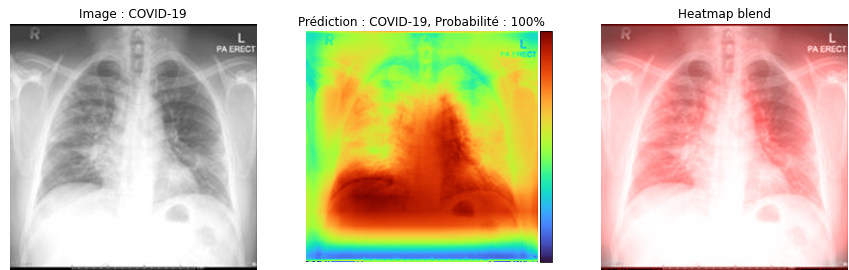 Image : COVID-19
R
L
PA ERECT
Prédiction : COVID-19, Probabilité : 100%
R
L
PA ERECT
Heatmap blend
R
L
PA ERECT